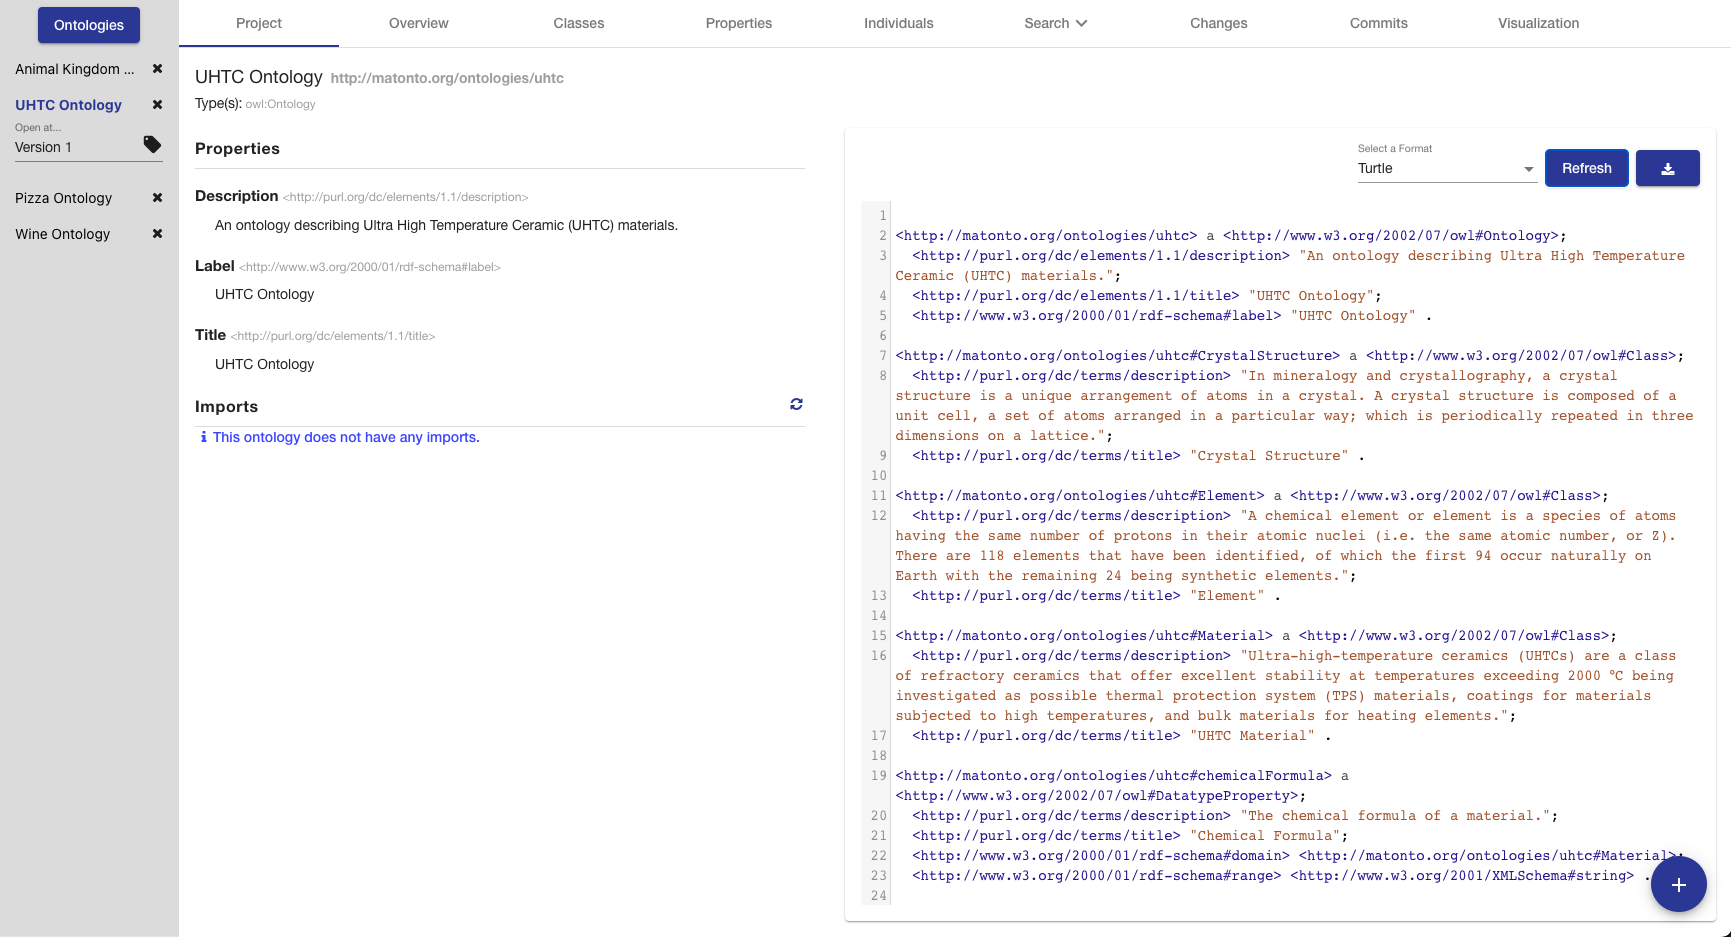 Ontologies
Animal Kingdom ...
UHTC Ontology
Open at...
Version 1
Pizza Ontology
Wine Ontology
Project
Overview
Classes
Properties
Individuals
Search
Changes
Commits
Visualization
UHTC Ontology http://matonto.org/ontologies/uhtc
Type(s): owl:Ontology
Properties
Description <http://purl.org/dc/elements/1.1/description>
An ontology describing Ultra High Temperature Ceramic (UHTC) materials.
Label <http://www.w3.org/2000/01/rdf-schema#label>
UHTC Ontology
Title <http://purl.org/dc/elements/1.1/title>
UHTC Ontology
Imports
This ontology does not have any imports.
Select a Format
Turtle
Refresh
1
2 <http://matonto.org/ontologies/uhtc> a <http://www.w3.org/2002/07/owl#Ontology>;
3 <http://purl.org/dc/elements/1.1/description> "An ontology describing Ultra High Temperature
Ceramic (UHTC) materials.";
4 <http://purl.org/dc/elements/1.1/title> "UHTC Ontology";
5 <http://www.w3.org/2000/01/rdf-schema#label> "UHTC Ontology" .
6
7 <http://matonto.org/ontologies/uhtc#CrystalStructure> a <http://www.w3.org/2002/07/owl#Class>;
8 <http://purl.org/dc/terms/description> "In mineralogy and crystallography, a crystal
structure is a unique arrangement of atoms in a crystal. A crystal structure is composed of a
unit cell, a set of atoms arranged in a particular way; which is periodically repeated in three
dimensions on a lattice.";
9 <http://purl.org/dc/terms/title> "Crystal Structure" .
10
11 <http://matonto.org/ontologies/uhtc#Element> a <http://www.w3.org/2002/07/owl#Class>;
12 <http://purl.org/dc/terms/description> "A chemical element or element is a species of atoms
having the same number of protons in their atomic nuclei (i.e. the same atomic number, or Z).
There are 118 elements that have been identified, of which the first 94 occur naturally on
Earth with the remaining 24 being synthetic elements.";
13 <http://purl.org/dc/terms/title> "Element" .
14
15 <http://matonto.org/ontologies/uhtc#Material> a <http://www.w3.org/2002/07/owl#Class>;
16 <http://purl.org/dc/terms/description> "Ultra-high-temperature ceramics (UHTCs) are a class
of refractory ceramics that offer excellent stability at temperatures exceeding 2000 °C being
investigated as possible thermal protection system (TPS) materials, coatings for materials
subjected to high temperatures, and bulk materials for heating elements.";
17 <http://purl.org/dc/terms/title> "UHTC Material" .
18
19 <http://matonto.org/ontologies/uhtc#chemicalFormula> a
<http://www.w3.org/2002/07/owl#DatatypeProperty>;
20 <http://purl.org/dc/terms/description> "The chemical formula of a material.";
21 <http://purl.org/dc/terms/title> "Chemical Formula";
22 <http://www.w3.org/2000/01/rdf-schema#domain> <http://matonto.org/ontologies/uhtc#Material>;
23 <http://www.w3.org/2000/01/rdf-schema#range> <http://www.w3.org/2001/XMLSchema#string> .
24